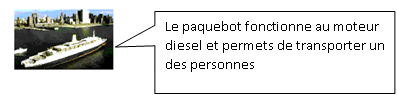 Le paquebot fonctionne au moteur
diesel et permets de transporter un
des personnes